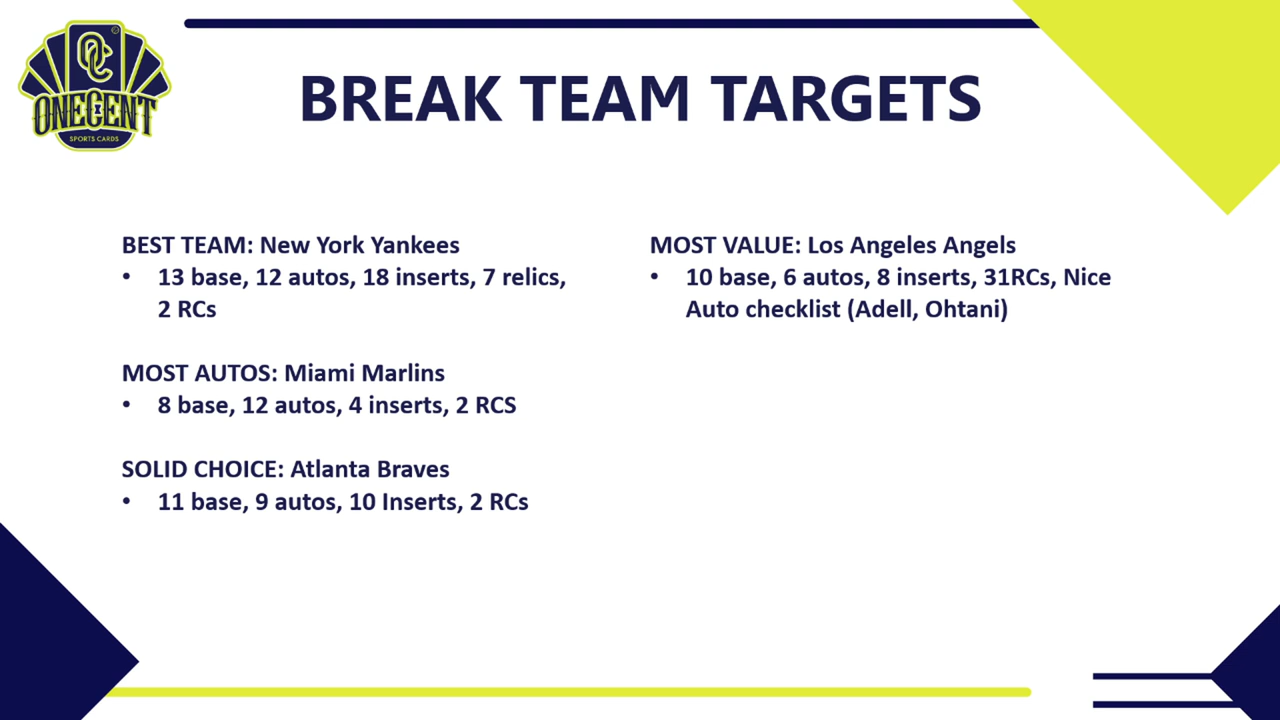 OC
ONECENT
SPORTS CARDS
BREAK TEAM TARGETS
BEST TEAM: New York Yankees
• 13 base, 12 autos, 18 inserts, 7 relics,
2 RCs
MOST AUTOS: Miami Marlins
• 8 base, 12 autos, 4 inserts, 2 RCS
SOLID CHOICE: Atlanta Braves
• 11 base, 9 autos, 10 Inserts, 2 RCs
MOST VALUE: Los Angeles Angels
• 10 base, 6 autos, 8 inserts, 31RCs, Nice
Auto checklist (Adell, Ohtani)